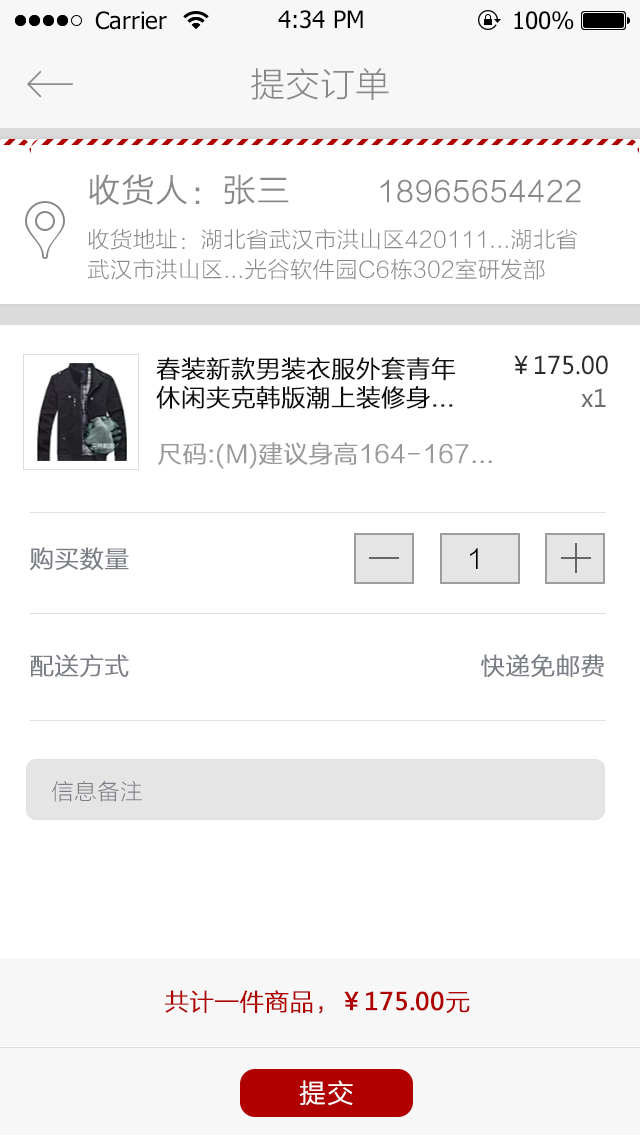 Carrier 4:34 PM 100%
提交订单
收货人：张三 18965654422
收货地址：湖北省武汉市洪山区420111...湖北省
武汉市洪山区...光谷软件园C6栋302室研发部
春装新款男装衣服外套青年 ¥175.00
休闲夹克韩版潮上装修身... x1
尺码:(M)建议身高164-167...
购买数量 1
配送方式 快递免邮费
信息备注
共计一件商品，¥175.00元
提交